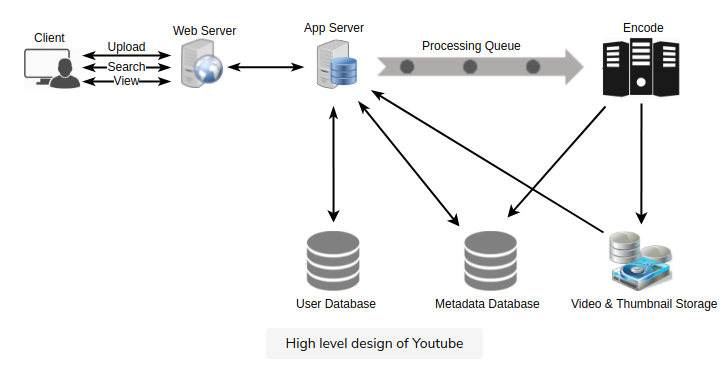 Client
Upload
Search
View
Web Server
App Server
Processing Queue
Encode
User Database
Metadata Database
Video & Thumbnail Storage
High level design of Youtube